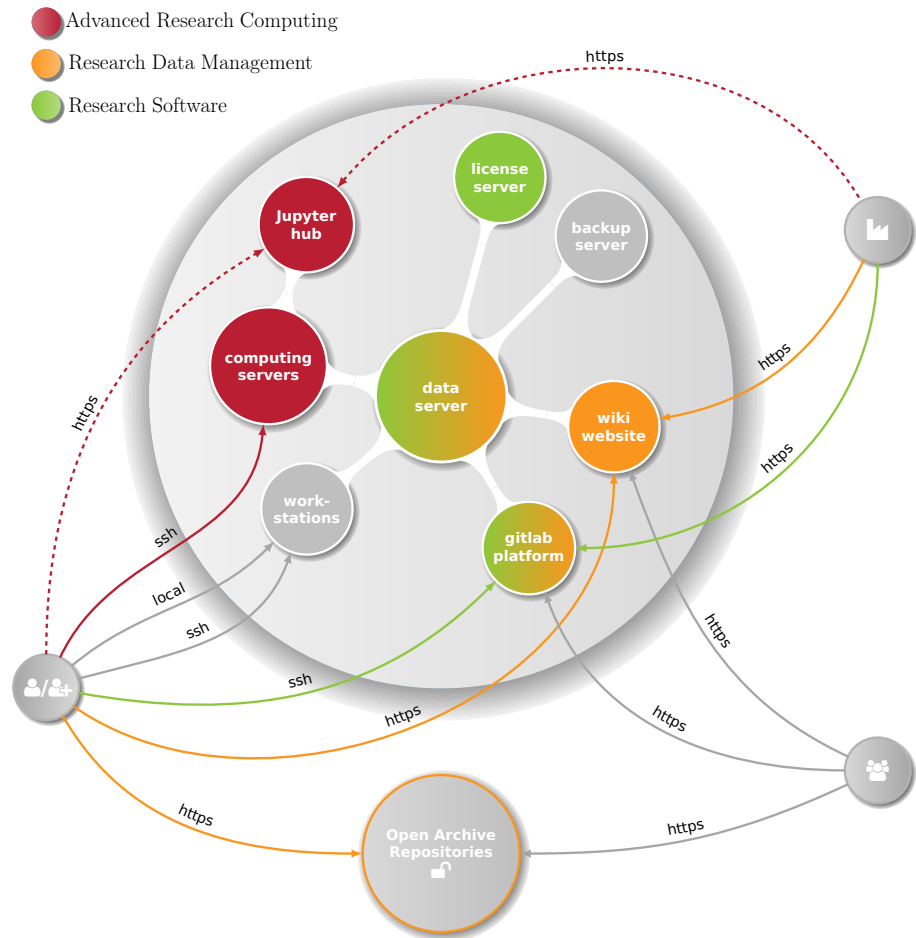 Advanced Research Computing
Research Data Management
Research Software
https
license
server
Jupyter
hub
backup
server
computing
servers
data
server
https
https
wiki
website
https
work-
stations
gitlab
platform
ssh
local
ssh
https
ssh
/
https
https
https
https
Open Archive
Repositories